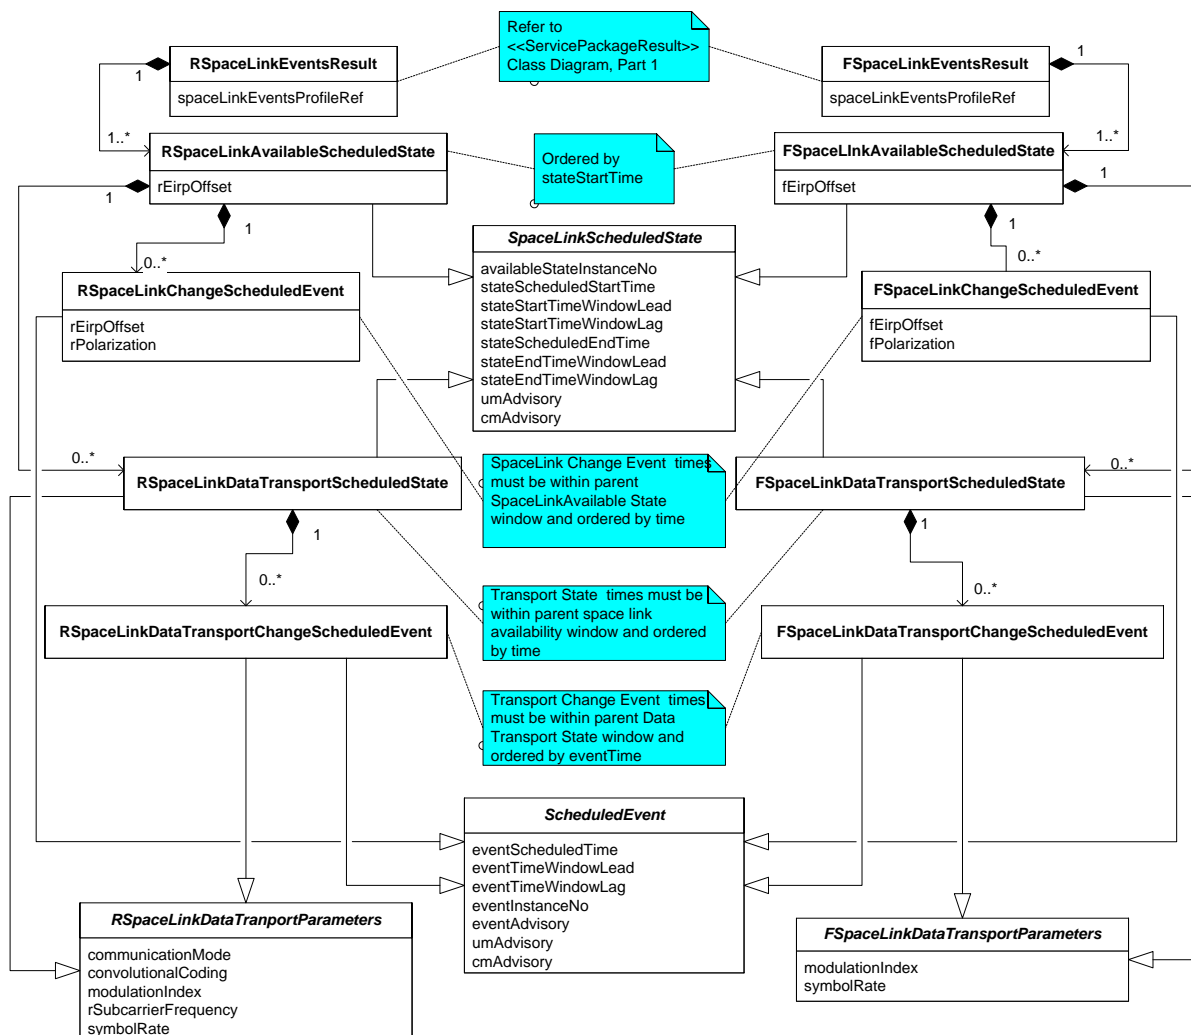 Refer to
<<ServicePackageResult>>
Class Diagram, Part 1
RSpaceLinkEventsResult
spaceLinkEventsProfileRef
1
1..*
FSpaceLinkEventsResult
spaceLinkEventsProfileRef
1
1..*
RSpaceLInkAvailableScheduledState
rEirpOffset
1
1
0..*
Ordered by
stateStartTime
FSpaceLInkAvailableScheduledState
fEirpOffset
1
1
0..*
SpaceLinkScheduledState
availableStateInstanceNo
stateScheduledStartTime
stateStartTimeWindowLead
stateStartTimeWindowLag
stateScheduledEndTime
stateEndTimeWindowLead
stateEndTimeWindowLag
umAdvisory
cmAdvisory
RSpaceLinkChangeScheduledEvent
rEirpOffset
rPolarization
FSpaceLinkChangeScheduledEvent
fEirpOffset
fPolarization
0..*
RSpaceLinkDataTransportScheduledState
1
0..*
SpaceLink Change Event  times
must be within parent
SpaceLinkAvailable State
window and ordered by time
0..*
FSpaceLinkDataTransportScheduledState
1
0..*
Transport State  times must be
within parent space link
availability window and ordered
by time
RSpaceLinkDataTransportChangeScheduledEvent
FSpaceLinkDataTransportChangeScheduledEvent
Transport Change Event  times
must be within parent Data
Transport State window and
ordered by eventTime
ScheduledEvent
eventScheduledTime
eventTimeWindowLead
eventTimeWindowLag
eventInstanceNo
eventAdvisory
umAdvisory
cmAdvisory
RSpaceLinkDataTranportParameters
communicationMode
convolutionalCoding
modulationIndex
rSubcarrierFrequency
symbolRate
FSpaceLinkDataTransportParameters
modulationIndex
symbolRate